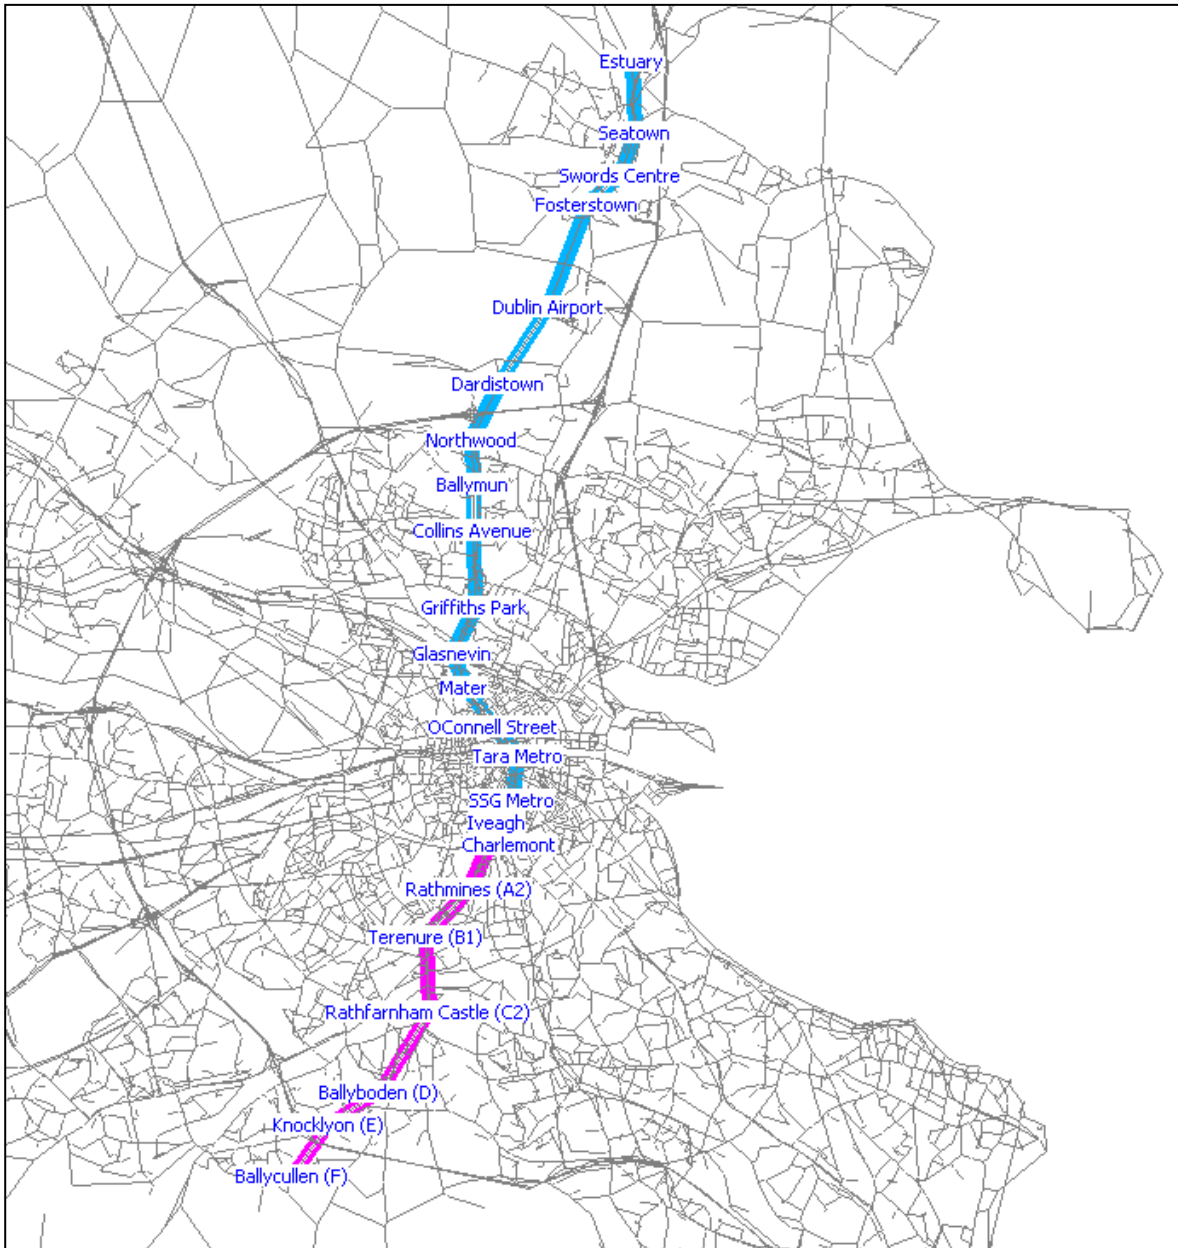 Estuary
Seatown
Swords Centre
Fosterstown
Dublin Airport
Dardistown
Northwood
Ballymun
Collins Avenue
Griffiths Park
Glasnevin
Mater
OConnell Street
Tara Metro
SSG Metro
Iveagh
Charlemont
Rathmines (A2)
Terenure (B1)
Rathfarnham Castle (C2)
Ballyboden (D)
Knocklyon (E)
Ballycullen (F)